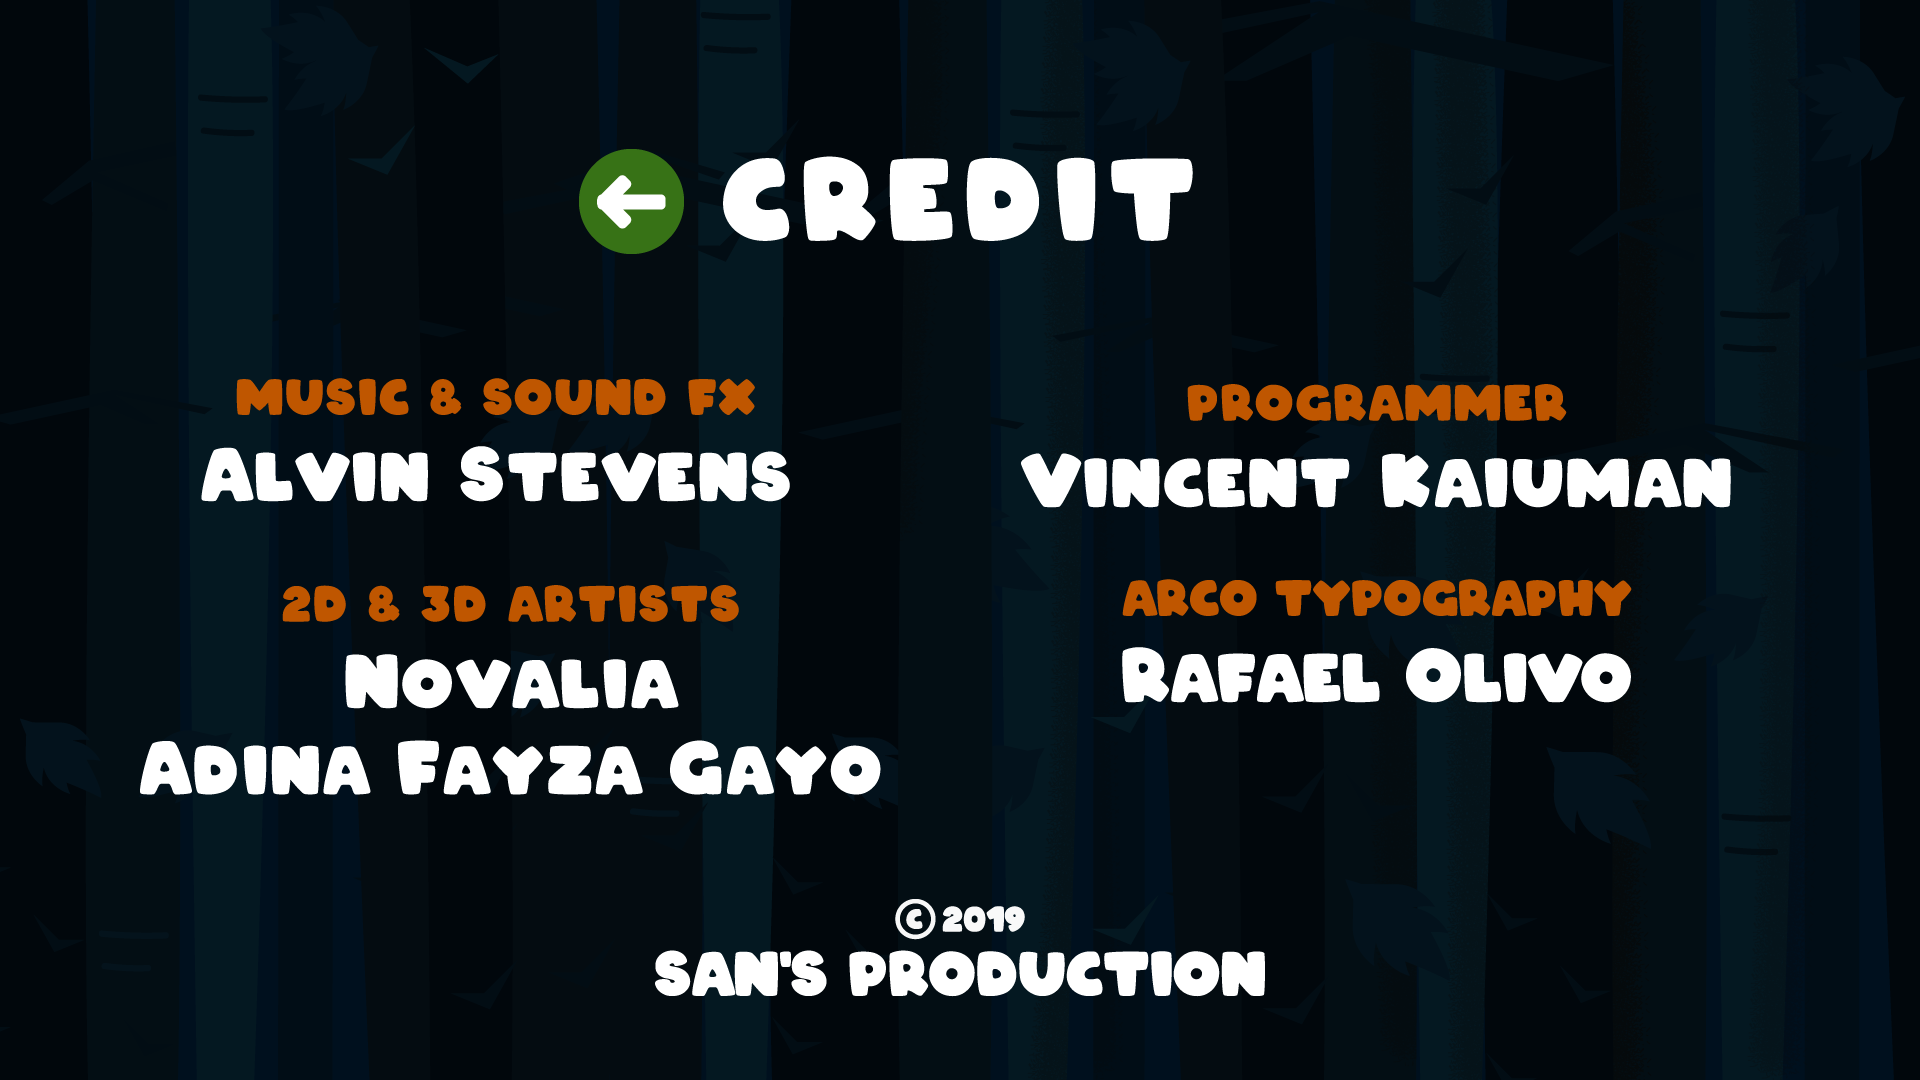 CREDIT
MUSIC & SOUND FX
ALVIN STEVENS
2D & 3D ARTISTS
NOVALIA
ADINA FAYZA GAYO
PROGRAMMER
VINCENT KAIUMAN
ARCO TYPOGRAPHY
RAFAEL OLIVO
© 2019
SAN'S PRODUCTION